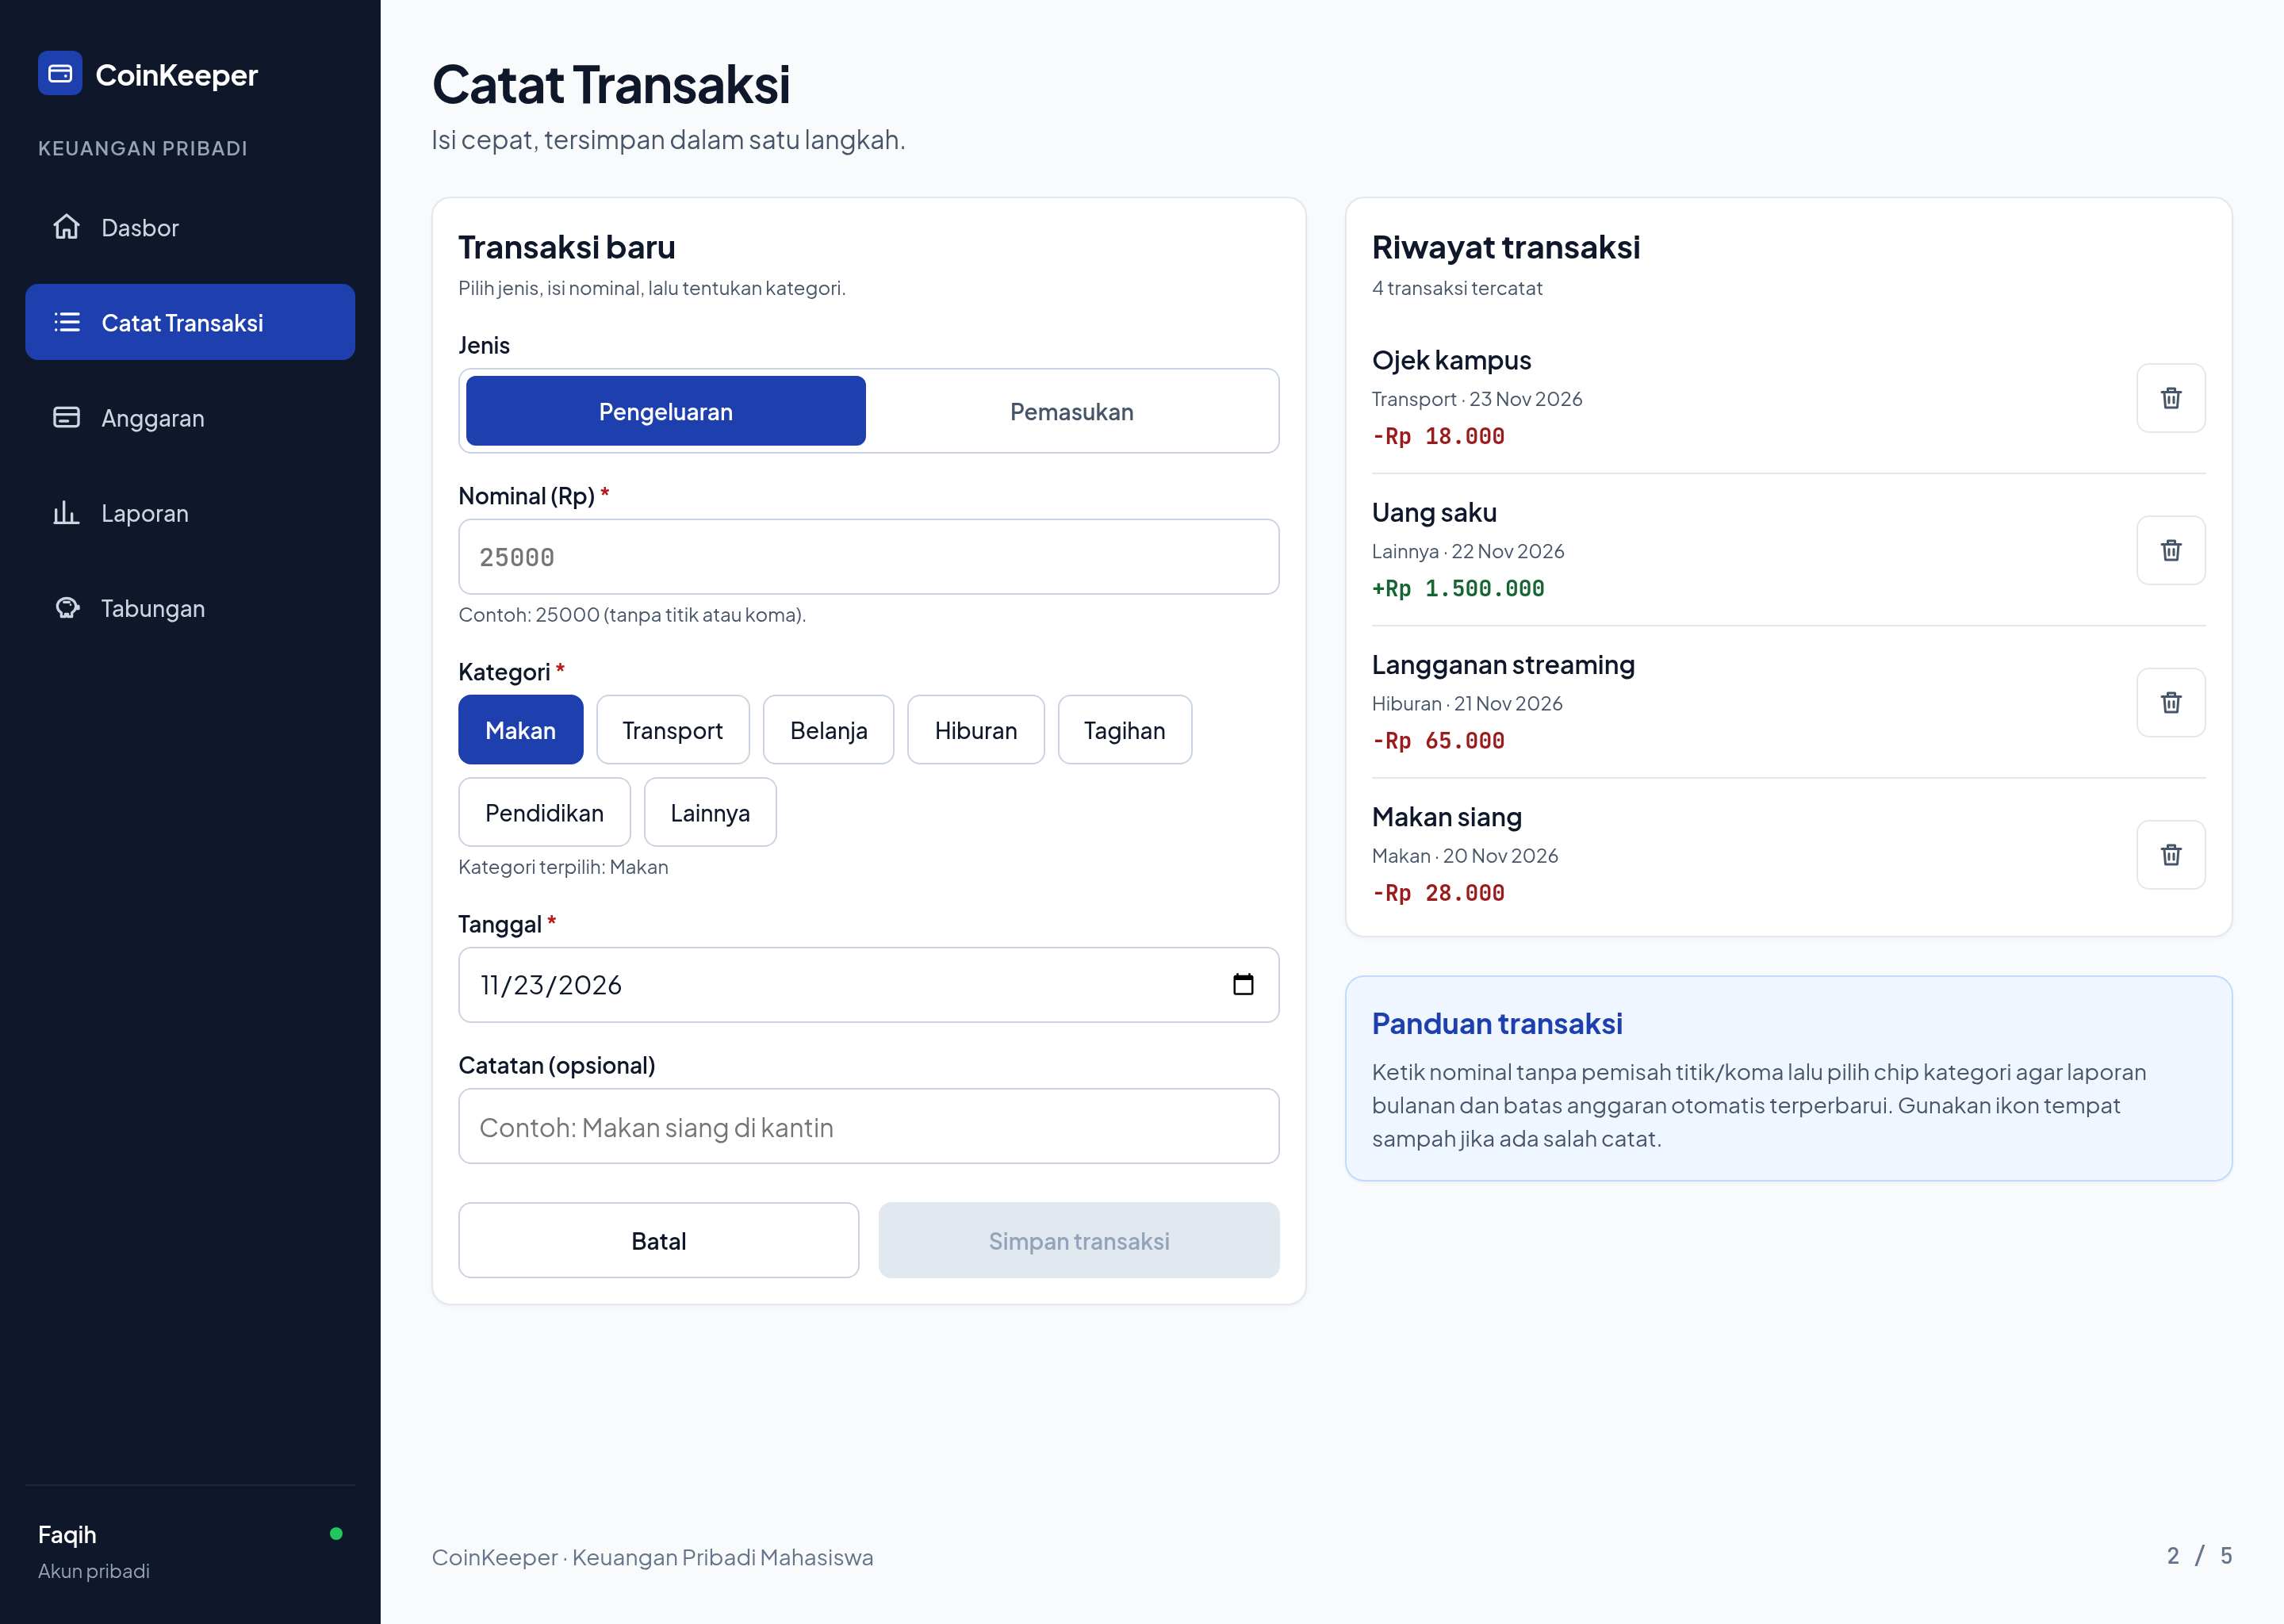 CoinKeeper
KEUANGAN PRIBADI
Dasbor
Catat Transaksi
Anggaran
Laporan
Tabungan
Faqih
Akun pribadi
Catat Transaksi
Isi cepat, tersimpan dalam satu langkah.
Transaksi baru
Pilih jenis, isi nominal, lalu tentukan kategori.
Jenis
Pengeluaran Pemasukan
Nominal (Rp) *
25000
Contoh: 25000 (tanpa titik atau koma).
Kategori *
Makan Transport Belanja Hiburan Tagihan
Pendidikan Lainnya
Kategori terpilih: Makan
Tanggal *
11/23/2026
Catatan (opsional)
Contoh: Makan siang di kantin
Batal Simpan transaksi
Riwayat transaksi
4 transaksi tercatat
Ojek kampus
Transport · 23 Nov 2026
-Rp 18.000
Uang saku
Lainnya · 22 Nov 2026
+Rp 1.500.000
Langganan streaming
Hiburan · 21 Nov 2026
-Rp 65.000
Makan siang
Makan · 20 Nov 2026
-Rp 28.000
Panduan transaksi
Ketik nominal tanpa pemisah titik/koma lalu pilih chip kategori agar laporan
bulanan dan batas anggaran otomatis terperbarui. Gunakan ikon tempat
sampah jika ada salah catat.
CoinKeeper · Keuangan Pribadi Mahasiswa
2 / 5